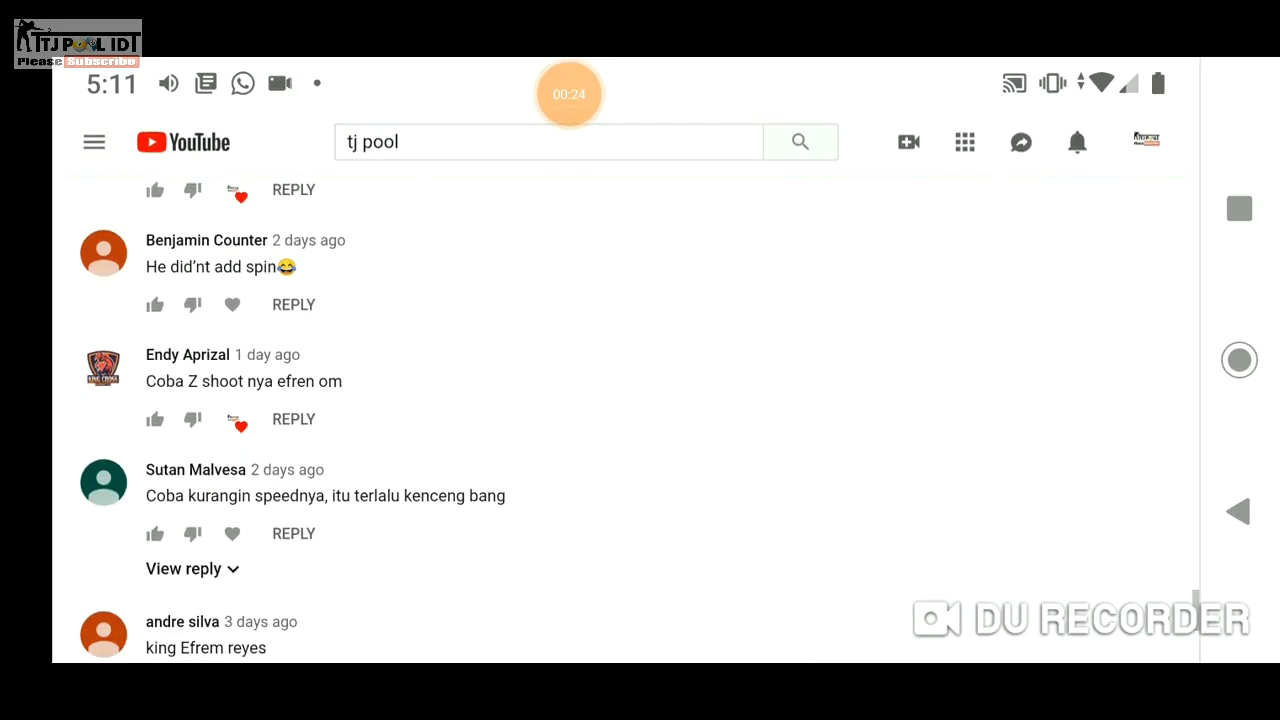 TJ POOL IDT
Please Subscribe
5:11
00:24
YouTube
tj pool
REPLY
Benjamin Counter 2 days ago
He did’nt add spin😂
REPLY
Endy Aprizal 1 day ago
KING CROSS
Coba Z shoot nya efren om
REPLY
Sutan Malvesa 2 days ago
Coba kurangin speednya, itu terlalu kenceng bang
REPLY
View reply
andre silva 3 days ago
king Efrem reyes
DU RECORDER